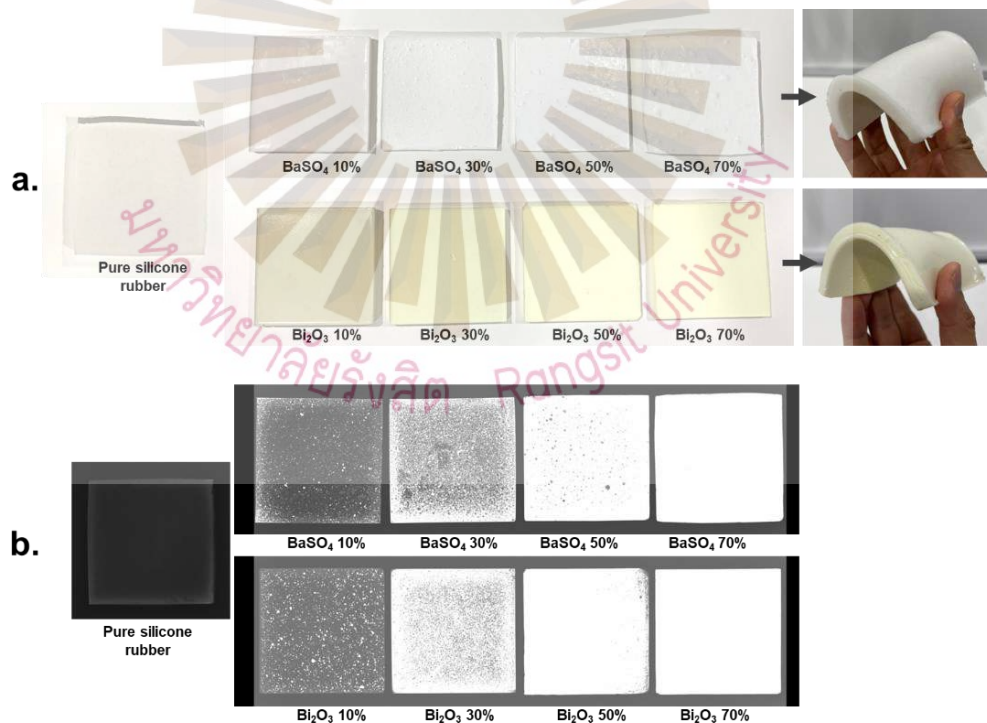 a.
Pure silicone
rubber
BaSO₄ 10%
BaSO₄ 30%
BaSO₄ 50%
BaSO₄ 70%
Bi₂O₃ 10%
Bi₂O₃ 30%
Bi₂O₃ 50%
Bi₂O₃ 70%
มหาวิทยาลัยรังสิต Rangsit University
b.
Pure silicone
rubber
BaSO₄ 10%
BaSO₄ 30%
BaSO₄ 50%
BaSO₄ 70%
Bi₂O₃ 10%
Bi₂O₃ 30%
Bi₂O₃ 50%
Bi₂O₃ 70%